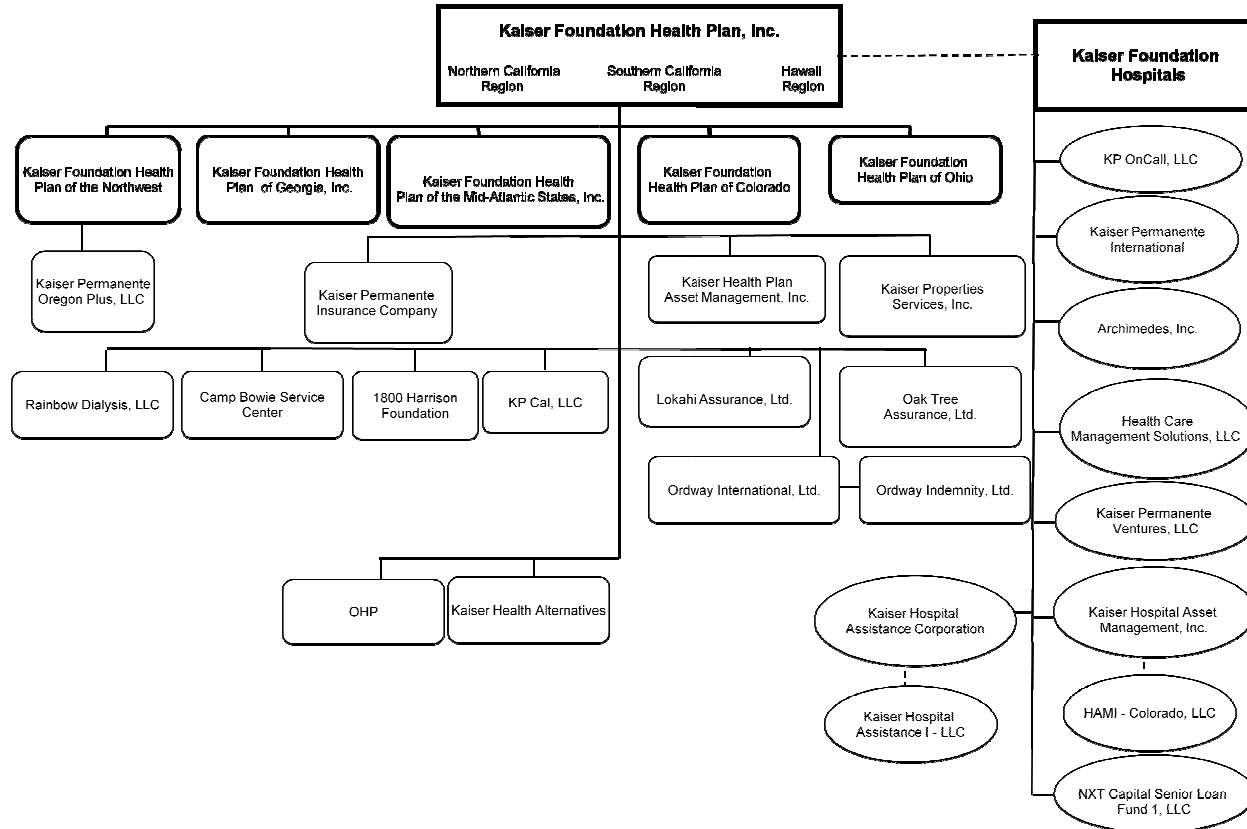 Kaiser Foundation Health Plan, Inc.
Northern California
Region
Southern California
Region
Hawaii
Region
Kaiser Foundation
Hospitals
Kaiser Foundation Health
Plan of the Northwest
Kaiser Foundation Health
Plan of Georgia, Inc.
Kaiser Foundation Health
Plan of the Mid-Atlantic States, Inc.
Kaiser Foundation
Health Plan of Colorado
Kaiser Foundation
Health Plan of Ohio
KP OnCall, LLC
Kaiser Permanente
International
Kaiser Permanente
Oregon Plus, LLC
Kaiser Permanente
Insurance Company
Kaiser Health Plan
Asset Management, Inc.
Kaiser Properties
Services, Inc.
Archimedes, Inc.
Rainbow Dialysis, LLC
Camp Bowie Service
Center
1800 Harrison
Foundation
KP Cal, LLC
Lokahi Assurance, Ltd.
Oak Tree
Assurance, Ltd.
Health Care
Management Solutions, LLC
Ordway International, Ltd.
Ordway Indemnity, Ltd.
Kaiser Permanente
Ventures, LLC
OHP
Kaiser Health Alternatives
Kaiser Hospital
Assistance Corporation
Kaiser Hospital Asset
Management, Inc.
Kaiser Hospital
Assistance I - LLC
HAMI - Colorado, LLC
NXT Capital Senior Loan
Fund 1, LLC